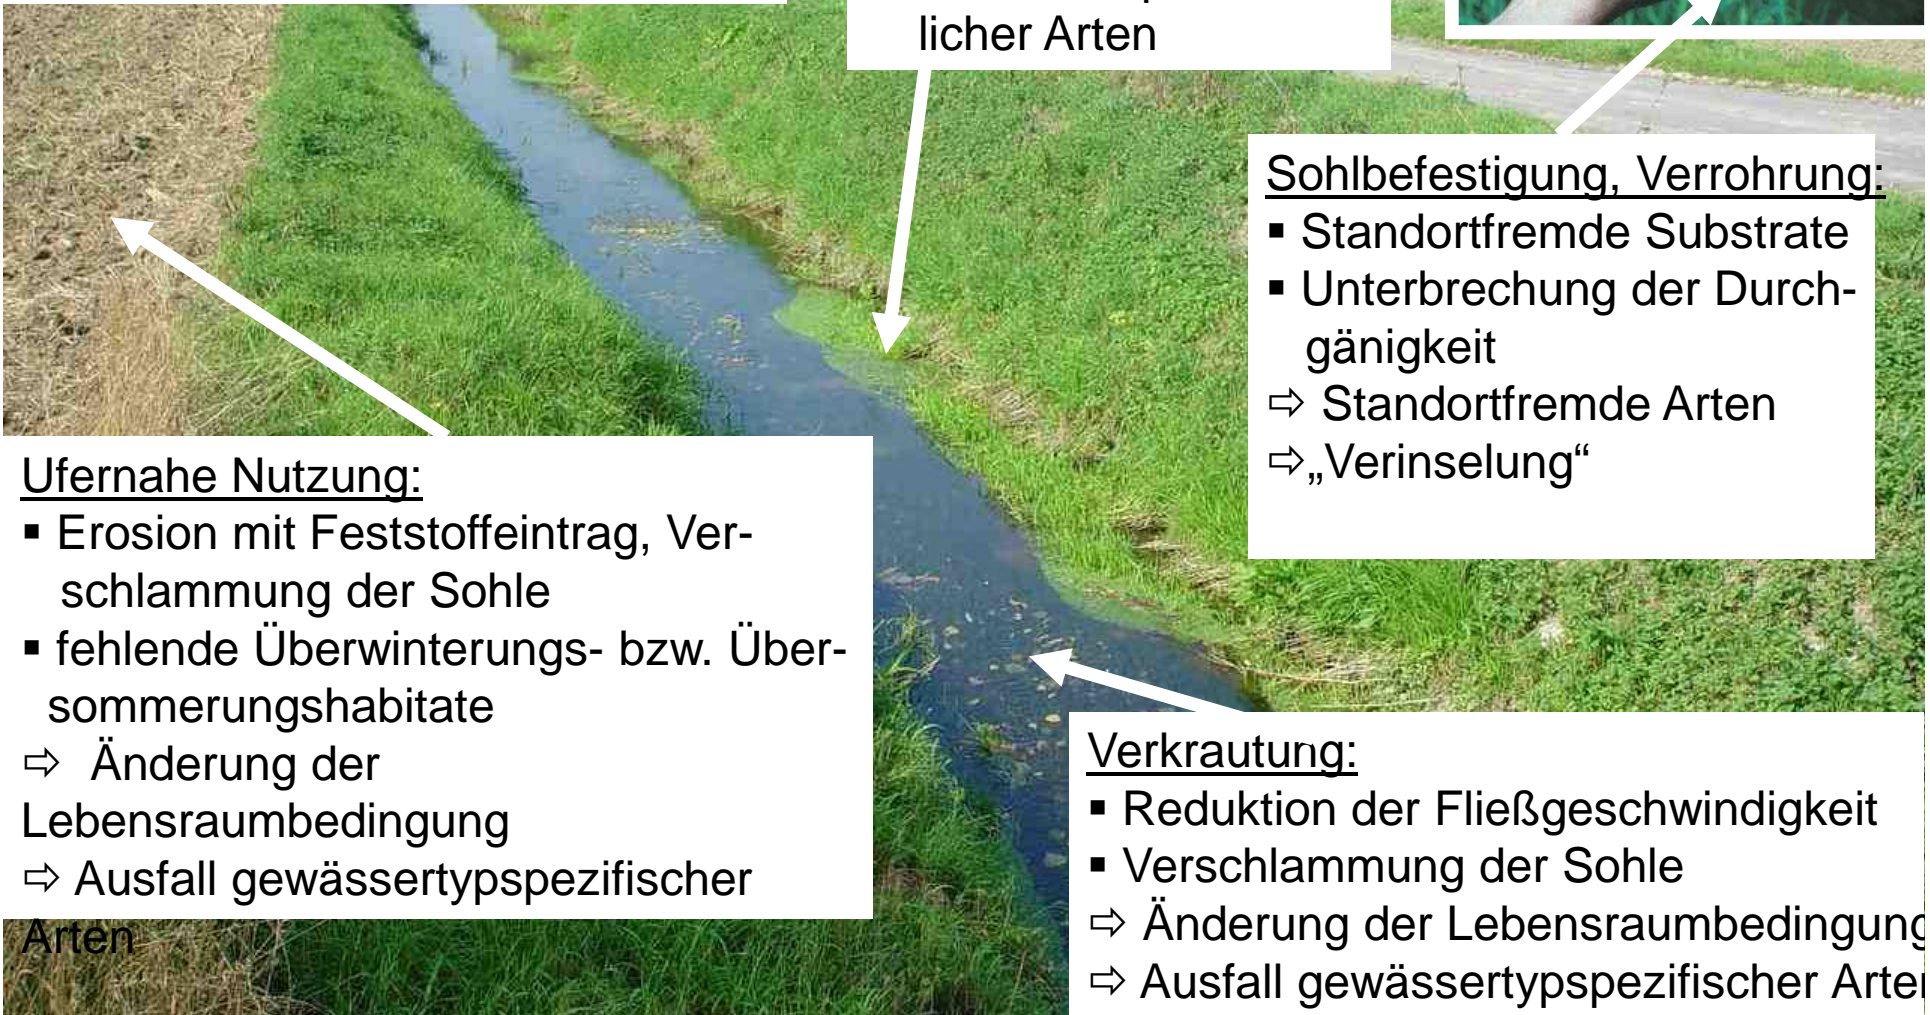 licher Arten
Sohlbefestigung, Verrohrung:
▪ Standortfremde Substrate
▪ Unterbrechung der Durch-
gänigkeit
⇨ Standortfremde Arten
⇨„Verinselung“
Ufernahe Nutzung:
▪ Erosion mit Feststoffeintrag, Ver-
schlammung der Sohle
▪ fehlende Überwinterungs- bzw. Über-
sommerungshabitate
⇨ Änderung der
Lebensraumbedingung
⇨ Ausfall gewässertypspezifischer
Arten
Verkrautung:
▪ Reduktion der Fließgeschwindigkeit
▪ Verschlammung der Sohle
⇨ Änderung der Lebensraumbedingung
⇨ Ausfall gewässertypspezifischer Arten